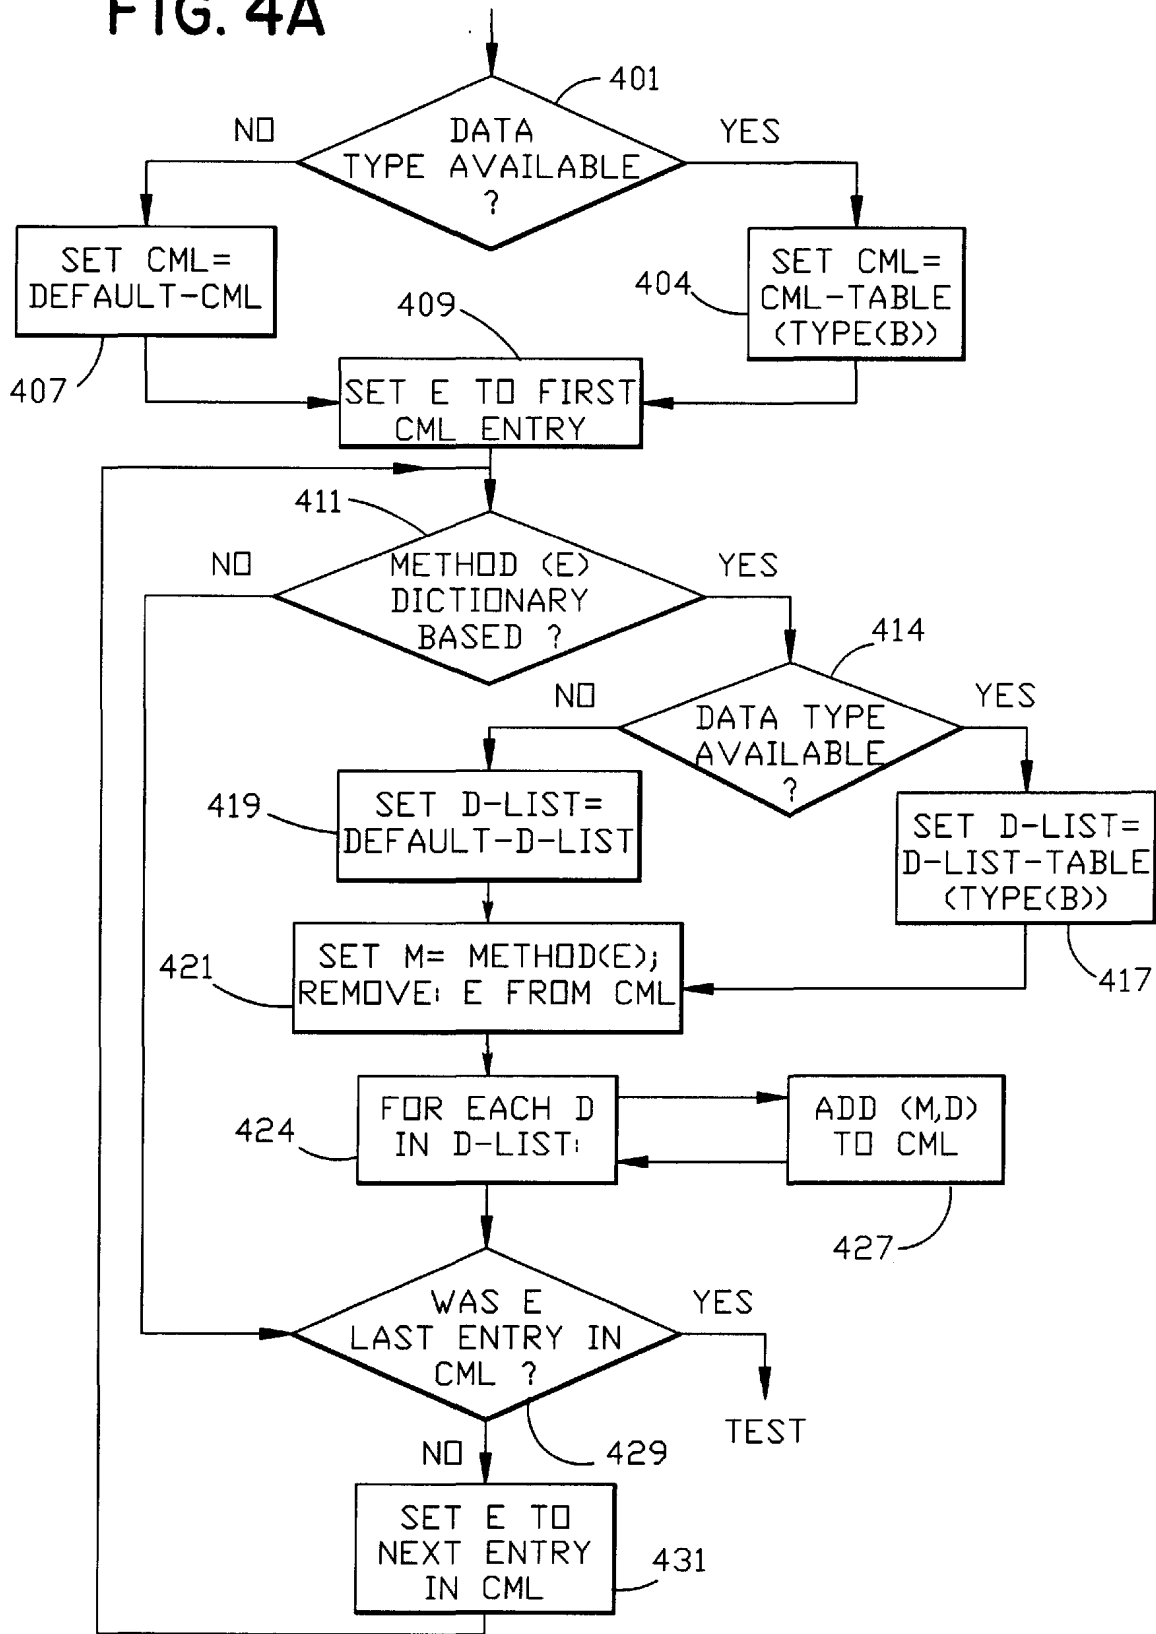 FIG. 4A
401
DATA
TYPE AVAILABLE
?
NO
YES
SET CML=
DEFAULT-CML
407
SET CML=
CML-TABLE
(TYPE(B))
404
409
SET E TO FIRST
CML ENTRY
411
METHOD (E)
DICTIONARY
BASED ?
NO
YES
414
DATA TYPE
AVAILABLE
?
NO
YES
419
SET D-LIST=
DEFAULT-D-LIST
SET D-LIST=
D-LIST-TABLE
(TYPE(B))
417
421
SET M= METHOD(E);
REMOVE: E FROM CML
424
FOR EACH D
IN D-LIST:
ADD (M,D)
TO CML
427
WAS E
LAST ENTRY IN
CML ?
YES
TEST
429
NO
SET E TO
NEXT ENTRY
IN CML
431